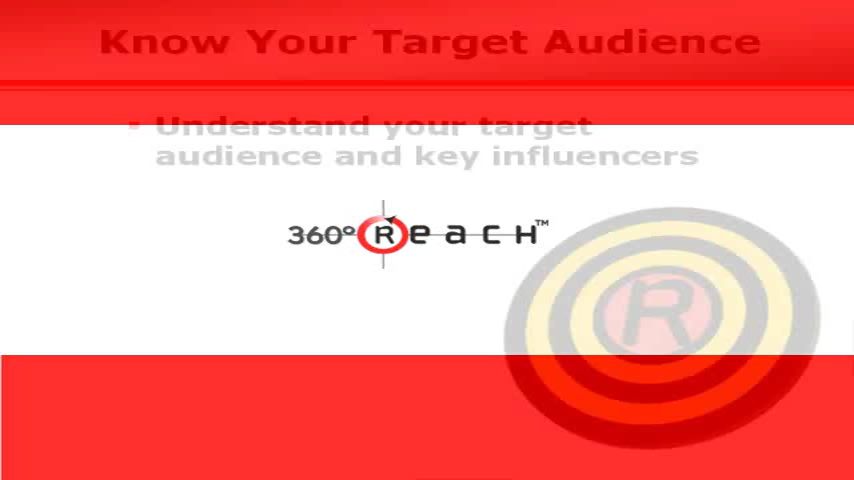 Know Your Target Audience
- Understand your target
audience and key influencers
360° Reach™
R